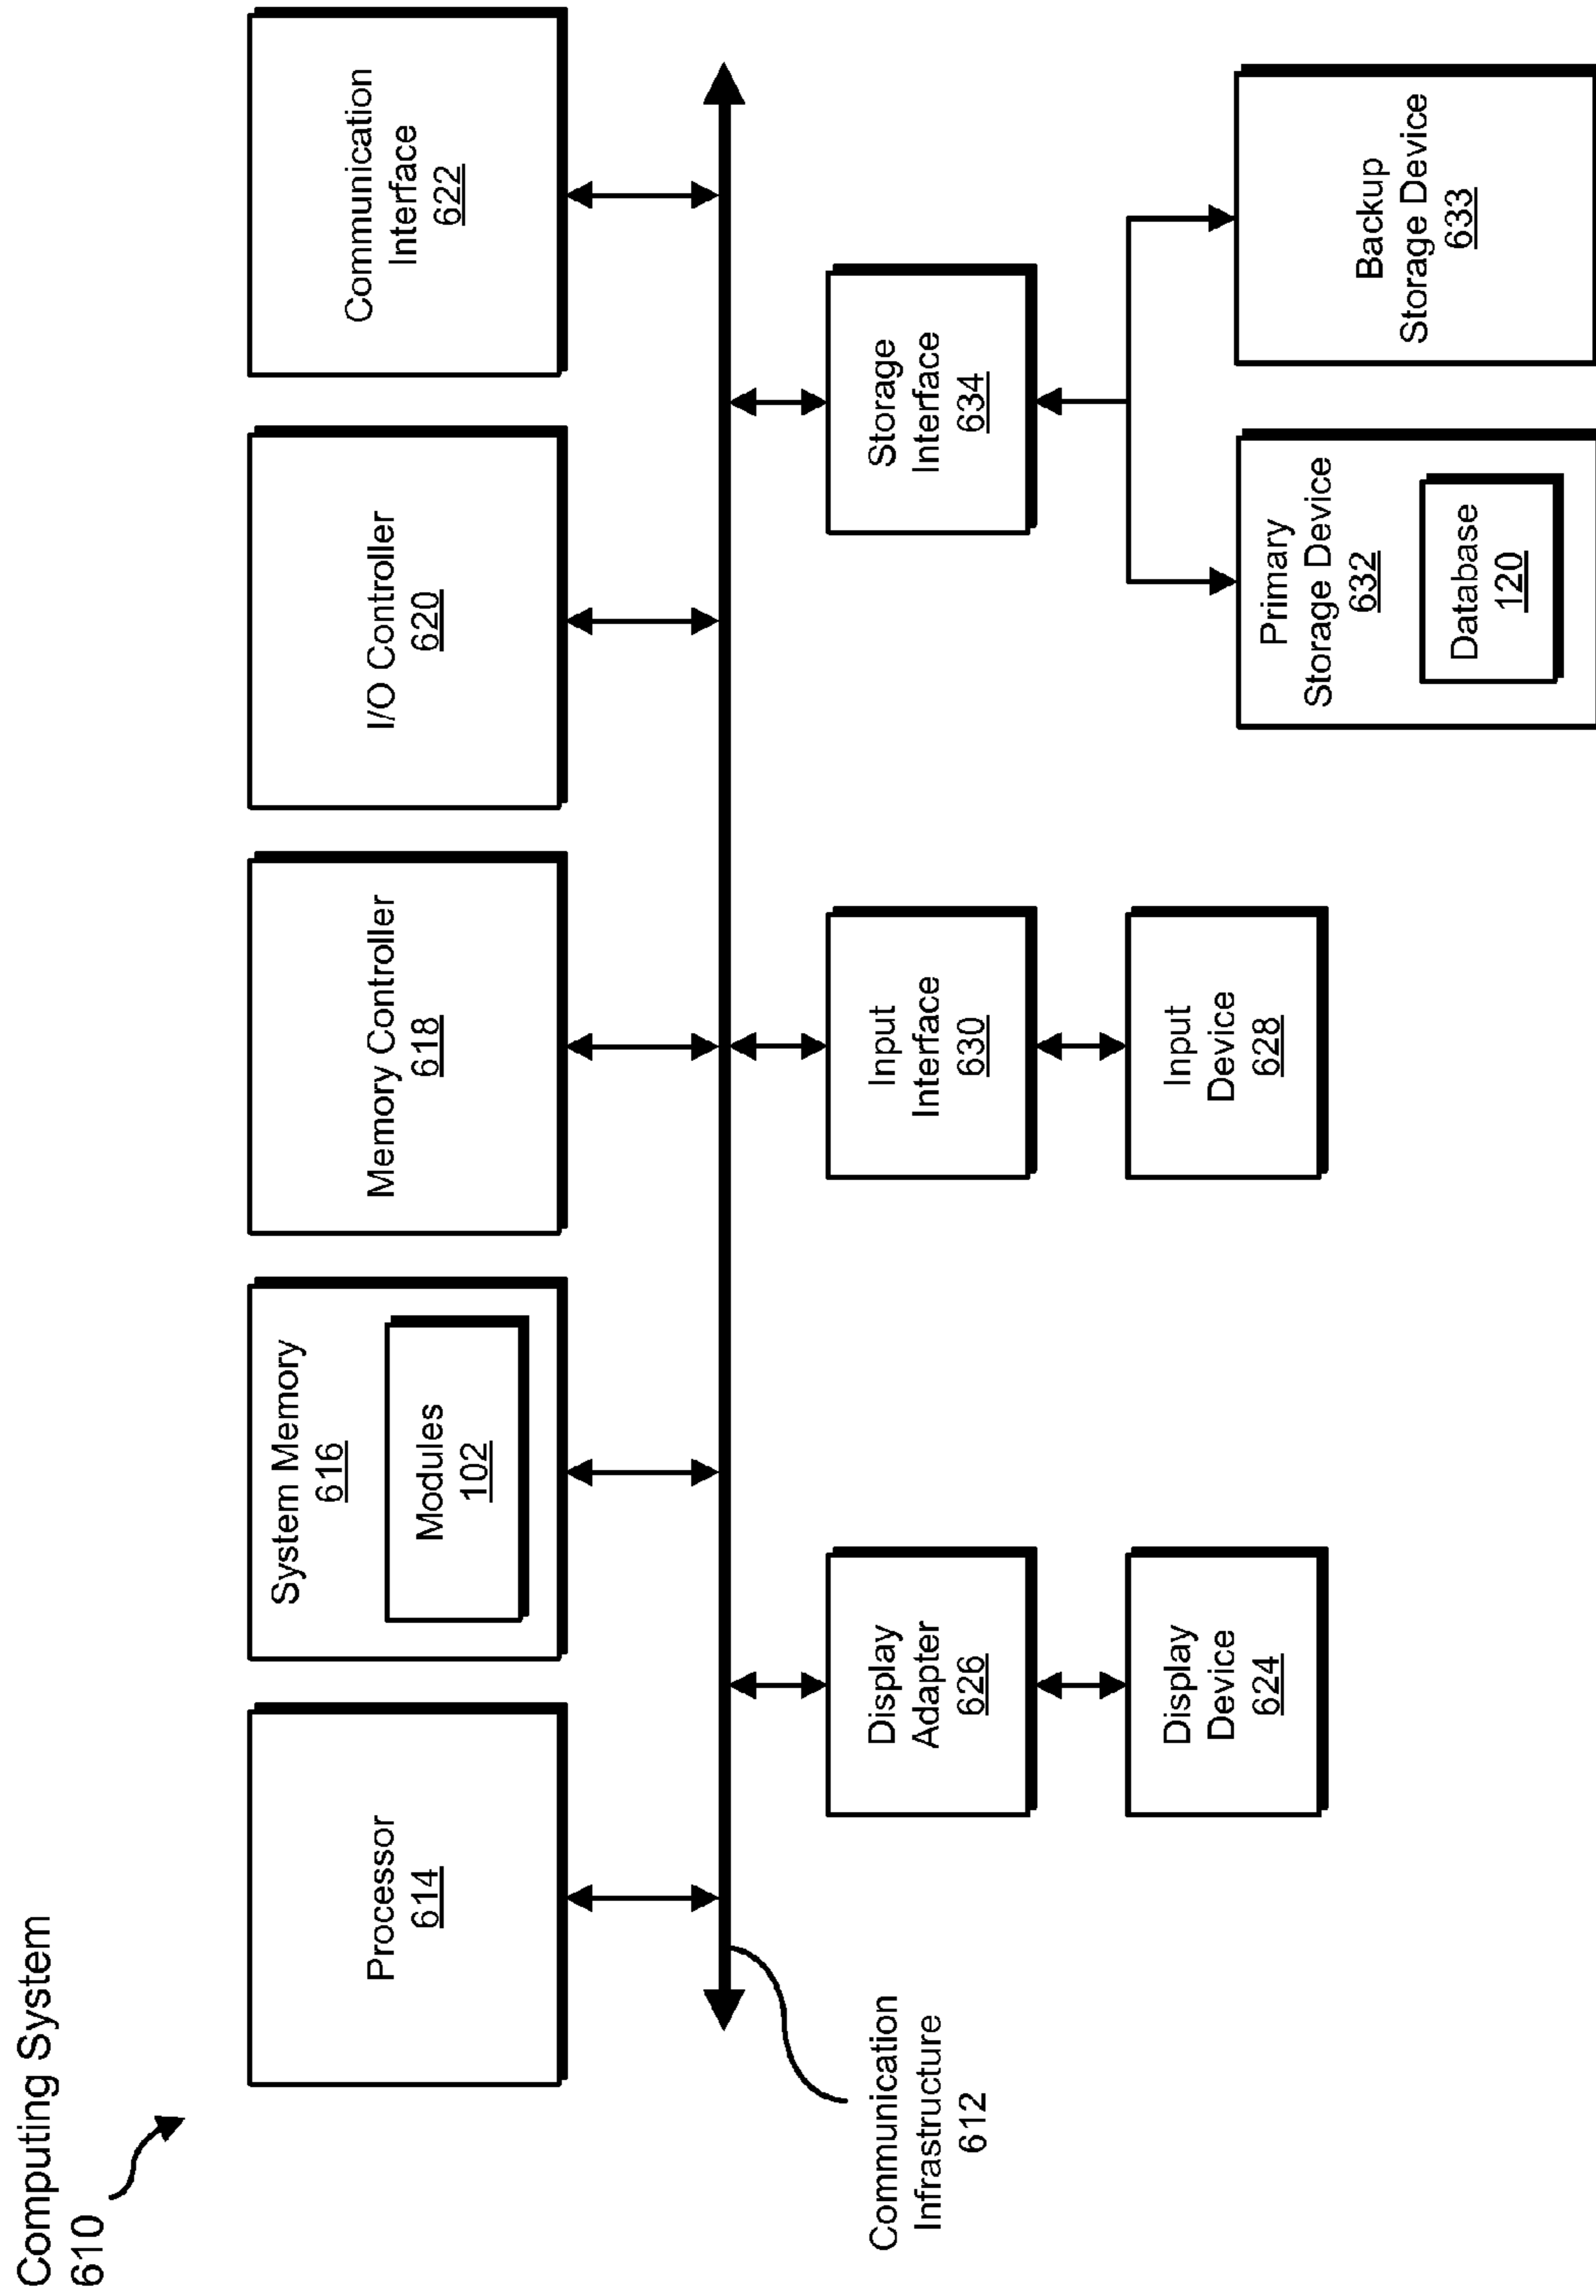 Computing System
610
Processor
614
System Memory
616
Modules
102
Memory Controller
618
I/O Controller
620
Communication
Interface
622
Communication
Infrastructure
612
Display
Adapter
626
Input
Interface
630
Storage
Interface
634
Display
Device
624
Input
Device
628
Primary
Storage Device
632
Database
120
Backup
Storage Device
633